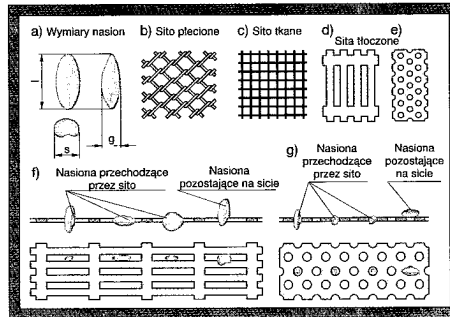 a) Wymiary nasion
b) Sito plecione
c) Sito tkane
d)
e)
Sita tłoczone
l
s
g
f)
Nasiona przechodzące
przez sito
Nasiona
pozostające na sicie
g)
Nasiona
przechodzące
przez sito
Nasiona
pozostające
na sicie